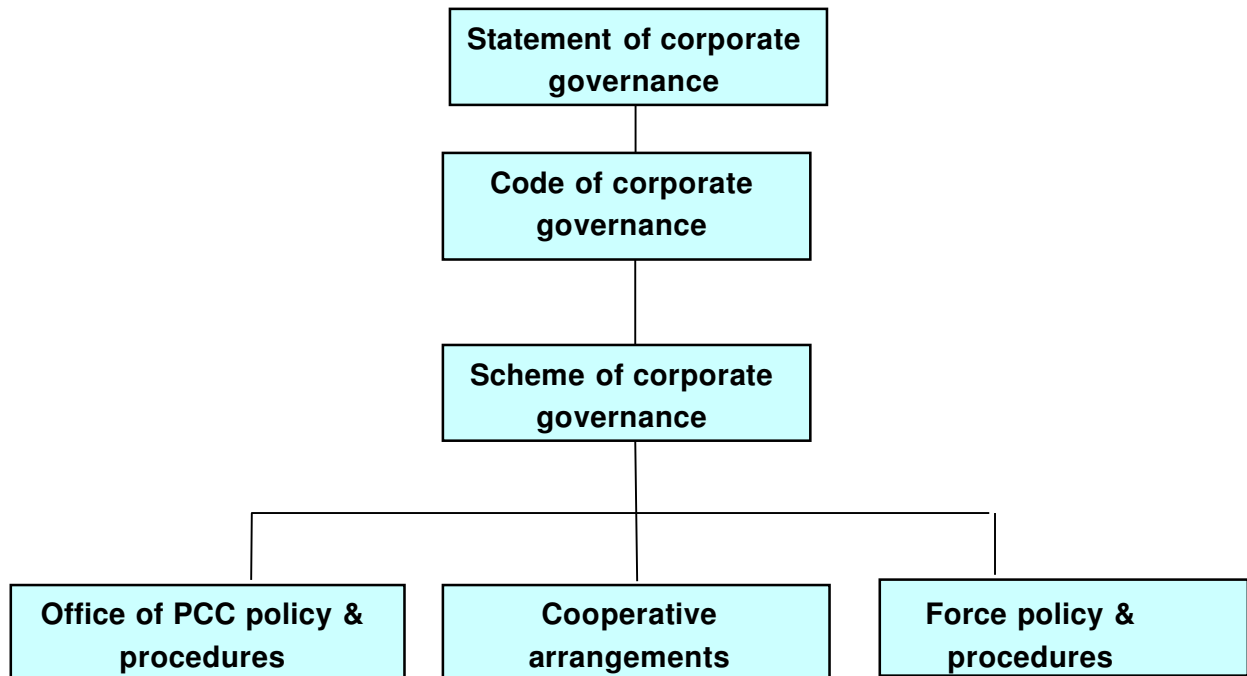 Statement of corporate
governance
Code of corporate
governance
Scheme of corporate
governance
Office of PCC policy &
procedures
Cooperative
arrangements
Force policy &
procedures